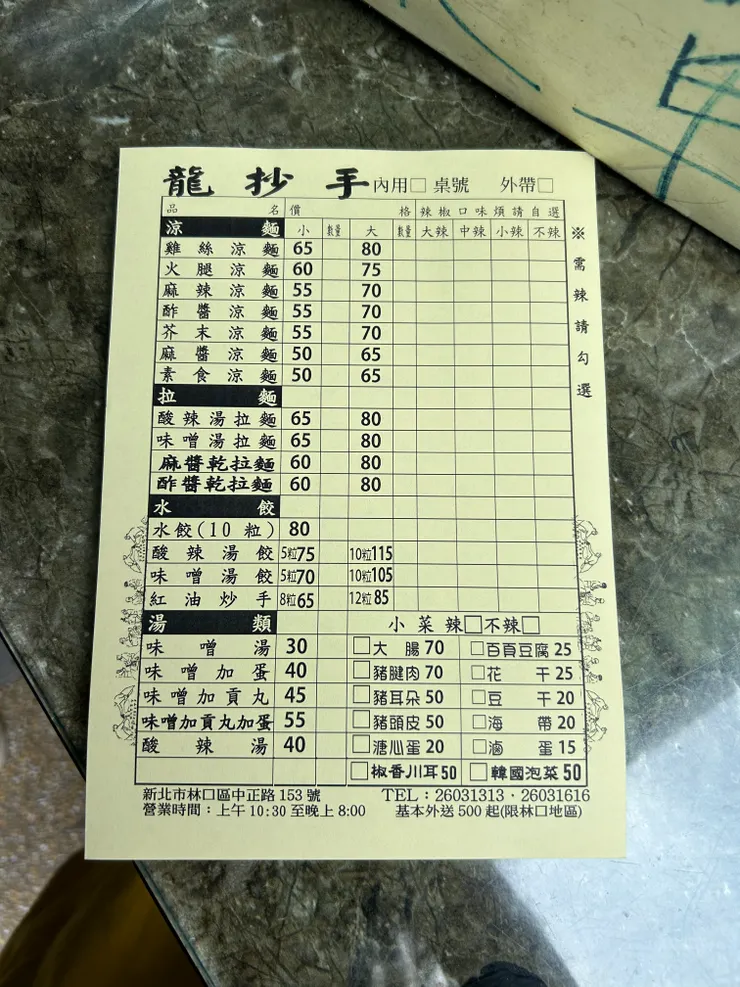 龍抄手 內用□ 桌號 外帶□
品名 價格 辣椒口味煩請自選
涼麵 小 數量 大 數量 大辣 中辣 小辣 不辣
※需辣請勾選
雞絲涼麵 65 80
火腿涼麵 60 75
麻辣涼麵 55 70
酢醬涼麵 55 70
芥末涼麵 55 70
麻醬涼麵 50 65
素食涼麵 50 65
拉麵
酸辣湯拉麵 65 80
味噌湯拉麵 65 80
麻醬乾拉麵 60 80
酢醬乾拉麵 60 80
水餃
水餃(10 粒) 80
酸辣湯餃 5粒75 10粒115
味噌湯餃 5粒70 10粒105
紅油炒手 8粒65 12粒85
湯類 小菜辣□不辣□
味噌湯 30 □大腸 70 □百頁豆腐 25
味噌加蛋 40 □豬腱肉 70 □花干 25
味噌加貢丸 45 □豬耳朵 50 □豆干 20
味噌加貢丸加蛋 55 □豬頭皮 50 □海帶 20
酸辣湯 40 □溏心蛋 20 □滷蛋 15
□椒香川耳 50 □韓國泡菜 50
新北市林口區中正路 153 號 TEL：26031313．26031616
營業時間：上午 10:30 至晚上 8:00 基本外送 500 起(限林口地區)